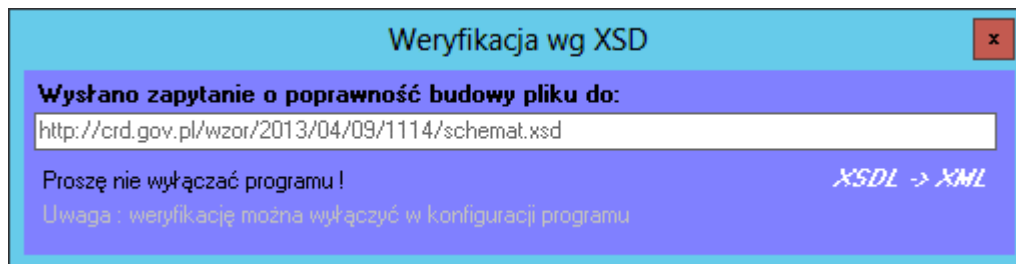 Weryfikacja wg XSD
x
Wysłano zapytanie o poprawność budowy pliku do:
http://crd.gov.pl/wzor/2013/04/09/1114/schemat.xsd
Proszę nie wyłączać programu !
XSDL -> XML
Uwaga : weryfikację można wyłączyć w konfiguracji programu